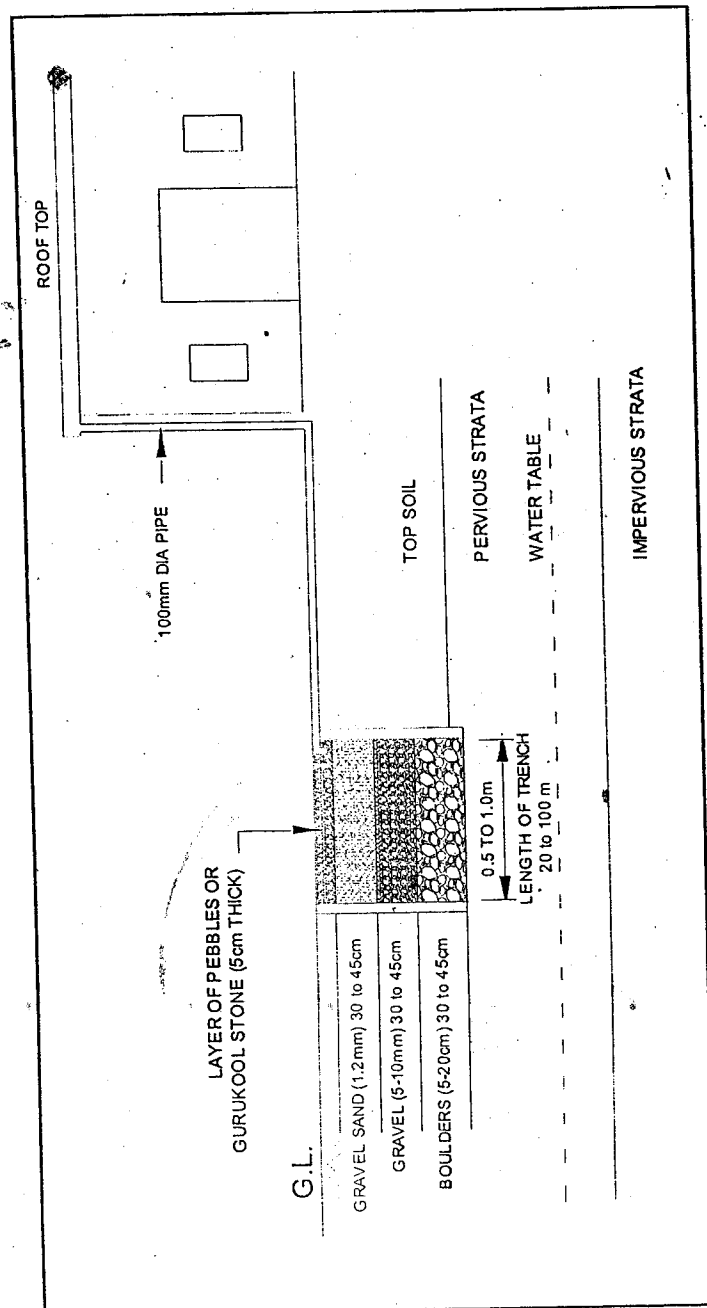 ROOF TOP
100mm DIA PIPE
LAYER OF PEBBLES OR
GURUKOOL STONE (5cm THICK)
G.L.
GRAVEL SAND (1.2mm) 30 to 45cm
GRAVEL (5-10mm) 30 to 45cm
BOULDERS (5-20cm) 30 to 45cm
0.5 TO 1.0m
LENGTH OF TRENCH
20 to 100 m
TOP SOIL
PERVIOUS STRATA
WATER TABLE
IMPERVIOUS STRATA